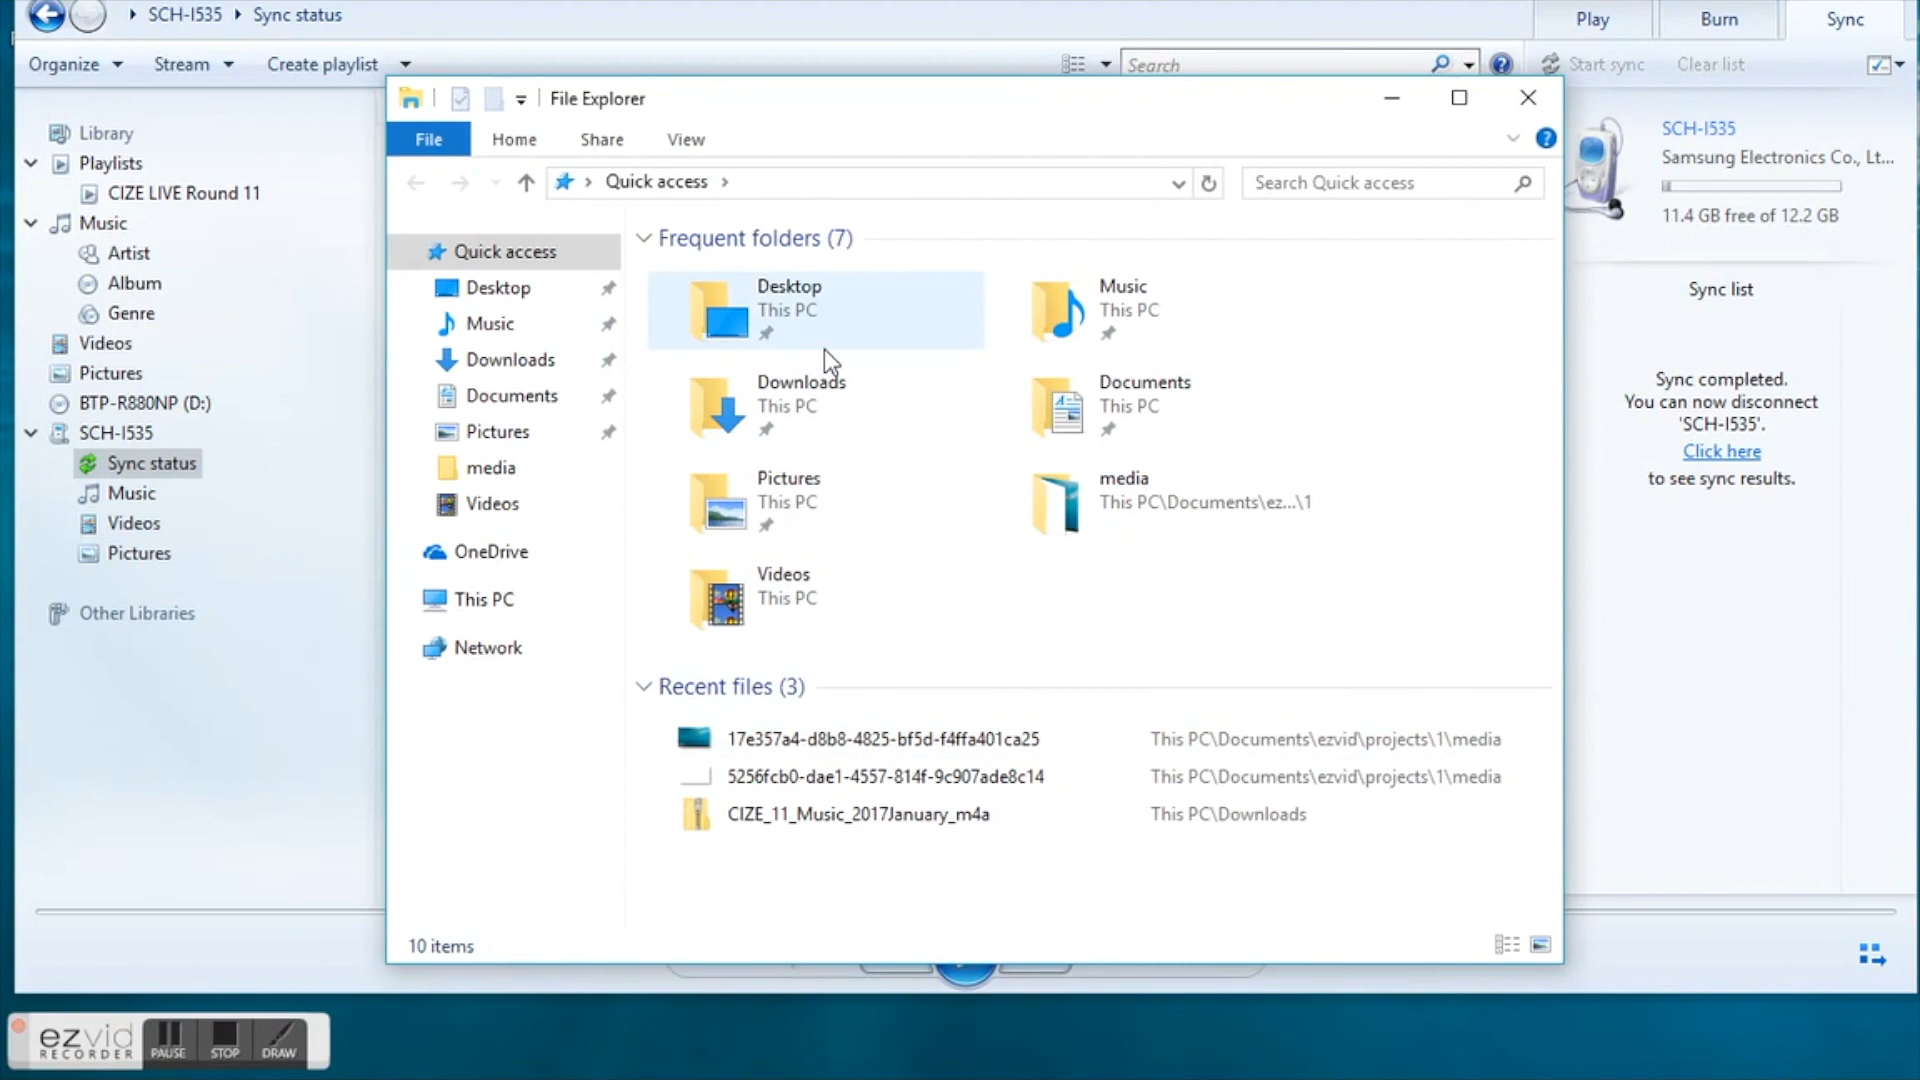 SCH-I535 Sync status
Play Burn Sync
Organize Stream Create playlist Search Start sync Clear list
Library
Playlists
CIZE LIVE Round 11
Music
Artist
Album
Genre
Videos
Pictures
BTP-R880NP (D:)
SCH-I535
Sync status
Music
Videos
Pictures
Other Libraries
File Explorer
File Home Share View
Quick access Search Quick access
Quick access
Desktop
Music
Downloads
Documents
Pictures
media
Videos
OneDrive
This PC
Network
Frequent folders (7)
Desktop
This PC
Music
This PC
Downloads
This PC
Documents
This PC
Pictures
This PC
media
This PC\Documents\ez...\1
Videos
This PC
Recent files (3)
17e357a4-d8b8-4825-bf5d-f4ffa401ca25 This PC\Documents\ezvid\projects\1\media
5256fcb0-dae1-4557-814f-9c907ade8c14 This PC\Documents\ezvid\projects\1\media
CIZE_11_Music_2017January_m4a This PC\Downloads
10 items
SCH-I535
Samsung Electronics Co., Lt...
11.4 GB free of 12.2 GB
Sync list
Sync completed.
You can now disconnect
'SCH-I535'.
Click here
to see sync results.
ezvid
RECORDER
PAUSE STOP DRAW